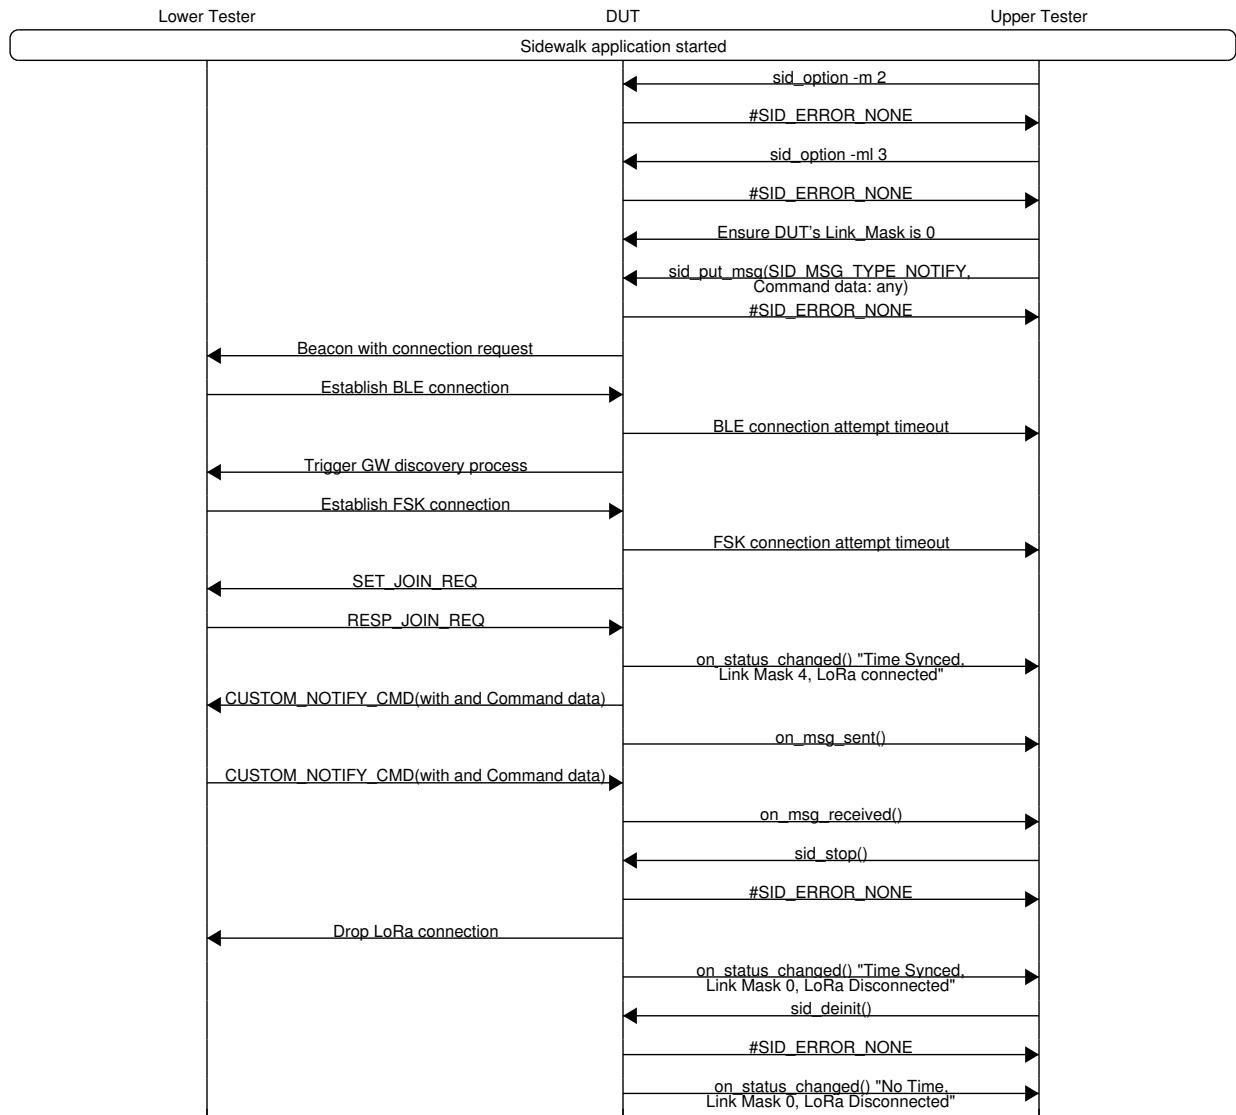 Lower Tester DUT Upper Tester
Sidewalk application started
sid_option -m 2
#SID_ERROR_NONE
sid_option -ml 3
#SID_ERROR_NONE
Ensure DUT's Link_Mask is 0
sid_put_msg(SID_MSG_TYPE_NOTIFY,
Command data: any)
#SID_ERROR_NONE
Beacon with connection request
Establish BLE connection
BLE connection attempt timeout
Trigger GW discovery process
Establish FSK connection
FSK connection attempt timeout
SET_JOIN_REQ
RESP_JOIN_REQ
on_status_changed() "Time Synced,
Link Mask 4, LoRa connected"
CUSTOM_NOTIFY_CMD(with and Command data)
on_msg_sent()
CUSTOM_NOTIFY_CMD(with and Command data)
on_msg_received()
sid_stop()
#SID_ERROR_NONE
Drop LoRa connection
on_status_changed() "Time Synced,
Link Mask 0, LoRa Disconnected"
sid_deinit()
#SID_ERROR_NONE
on_status_changed() "No Time,
Link Mask 0, LoRa Disconnected"